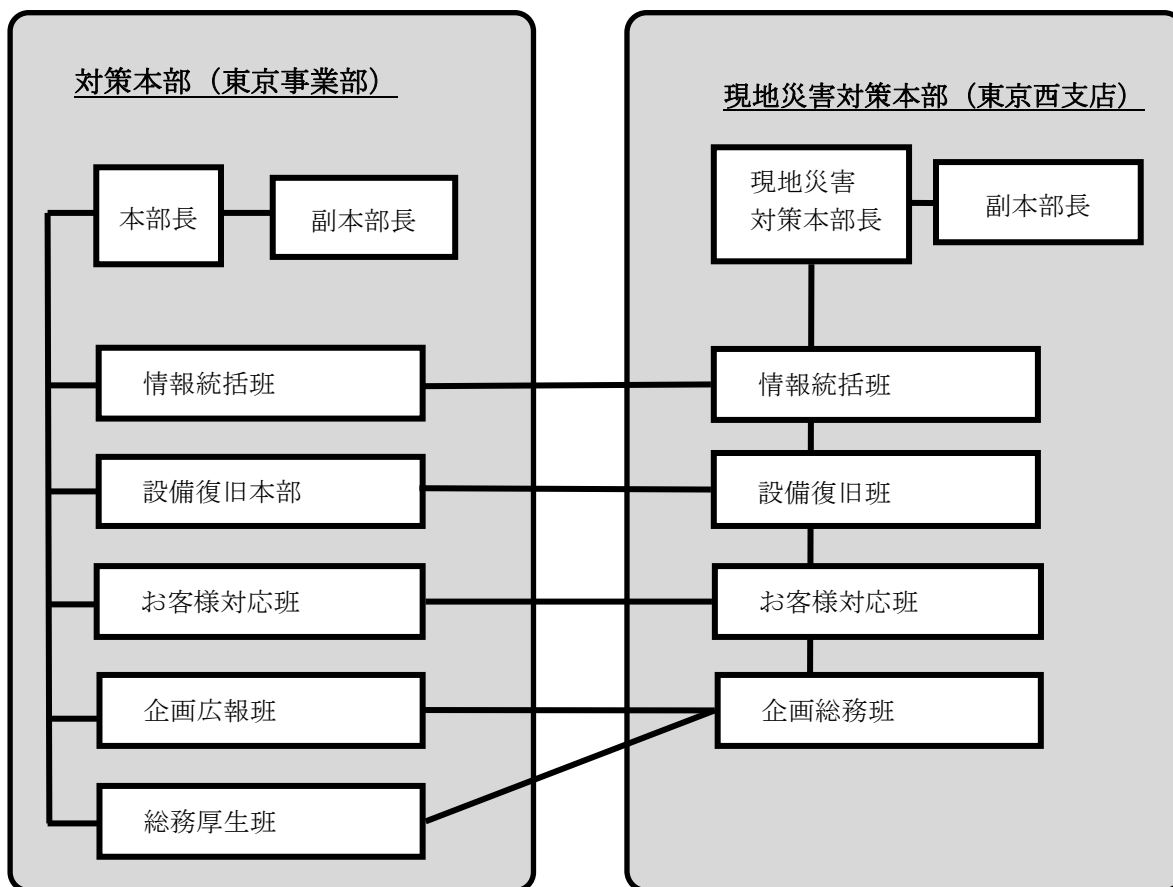 対策本部（東京事業部）
本部長
副本部長
情報統括班
設備復旧本部
お客様対応班
企画広報班
総務厚生班
現地災害対策本部（東京西支店）
現地災害
対策本部長
副本部長
情報統括班
設備復旧班
お客様対応班
企画総務班